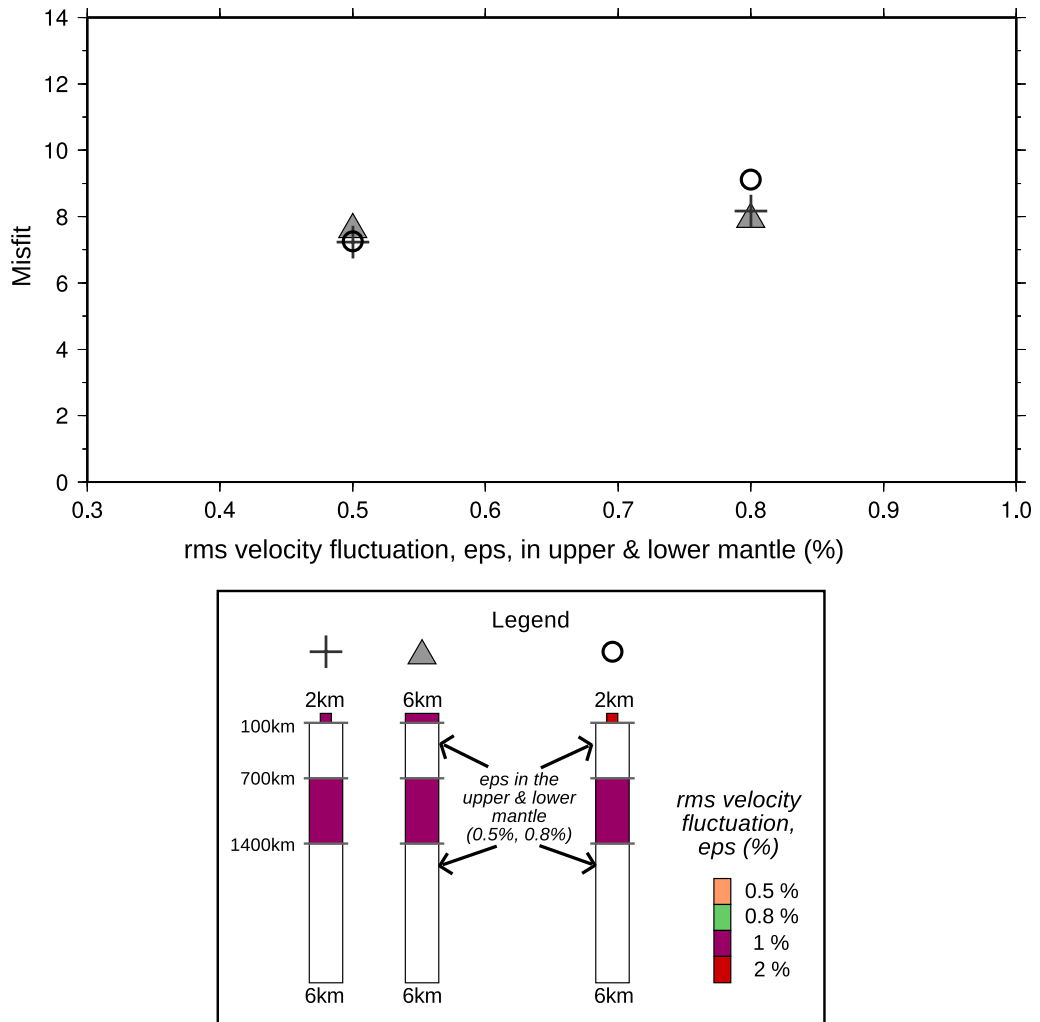 14
12
10
8
6
4
2
0
Misfit
0.3 0.4 0.5 0.6 0.7 0.8 0.9 1.0
rms velocity fluctuation, eps, in upper & lower mantle (%)
Legend
2km 6km 2km
100km
700km
1400km
eps in the
upper & lower
mantle
(0.5%, 0.8%)
rms velocity
fluctuation,
eps (%)
0.5 %
0.8 %
1 %
2 %
6km 6km 6km